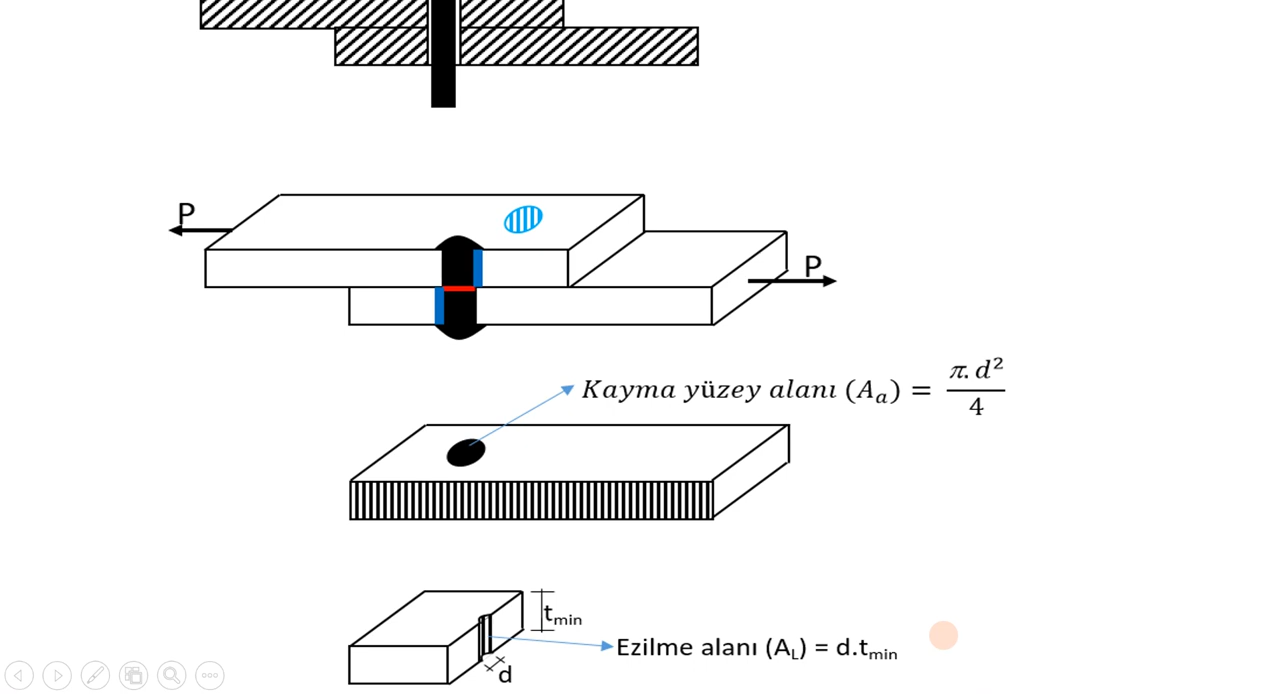 P
P
Kayma yüzey alanı (Aₐ) = π.d²/4
tmin
Ezilme alanı (AL) = d.tmin
d